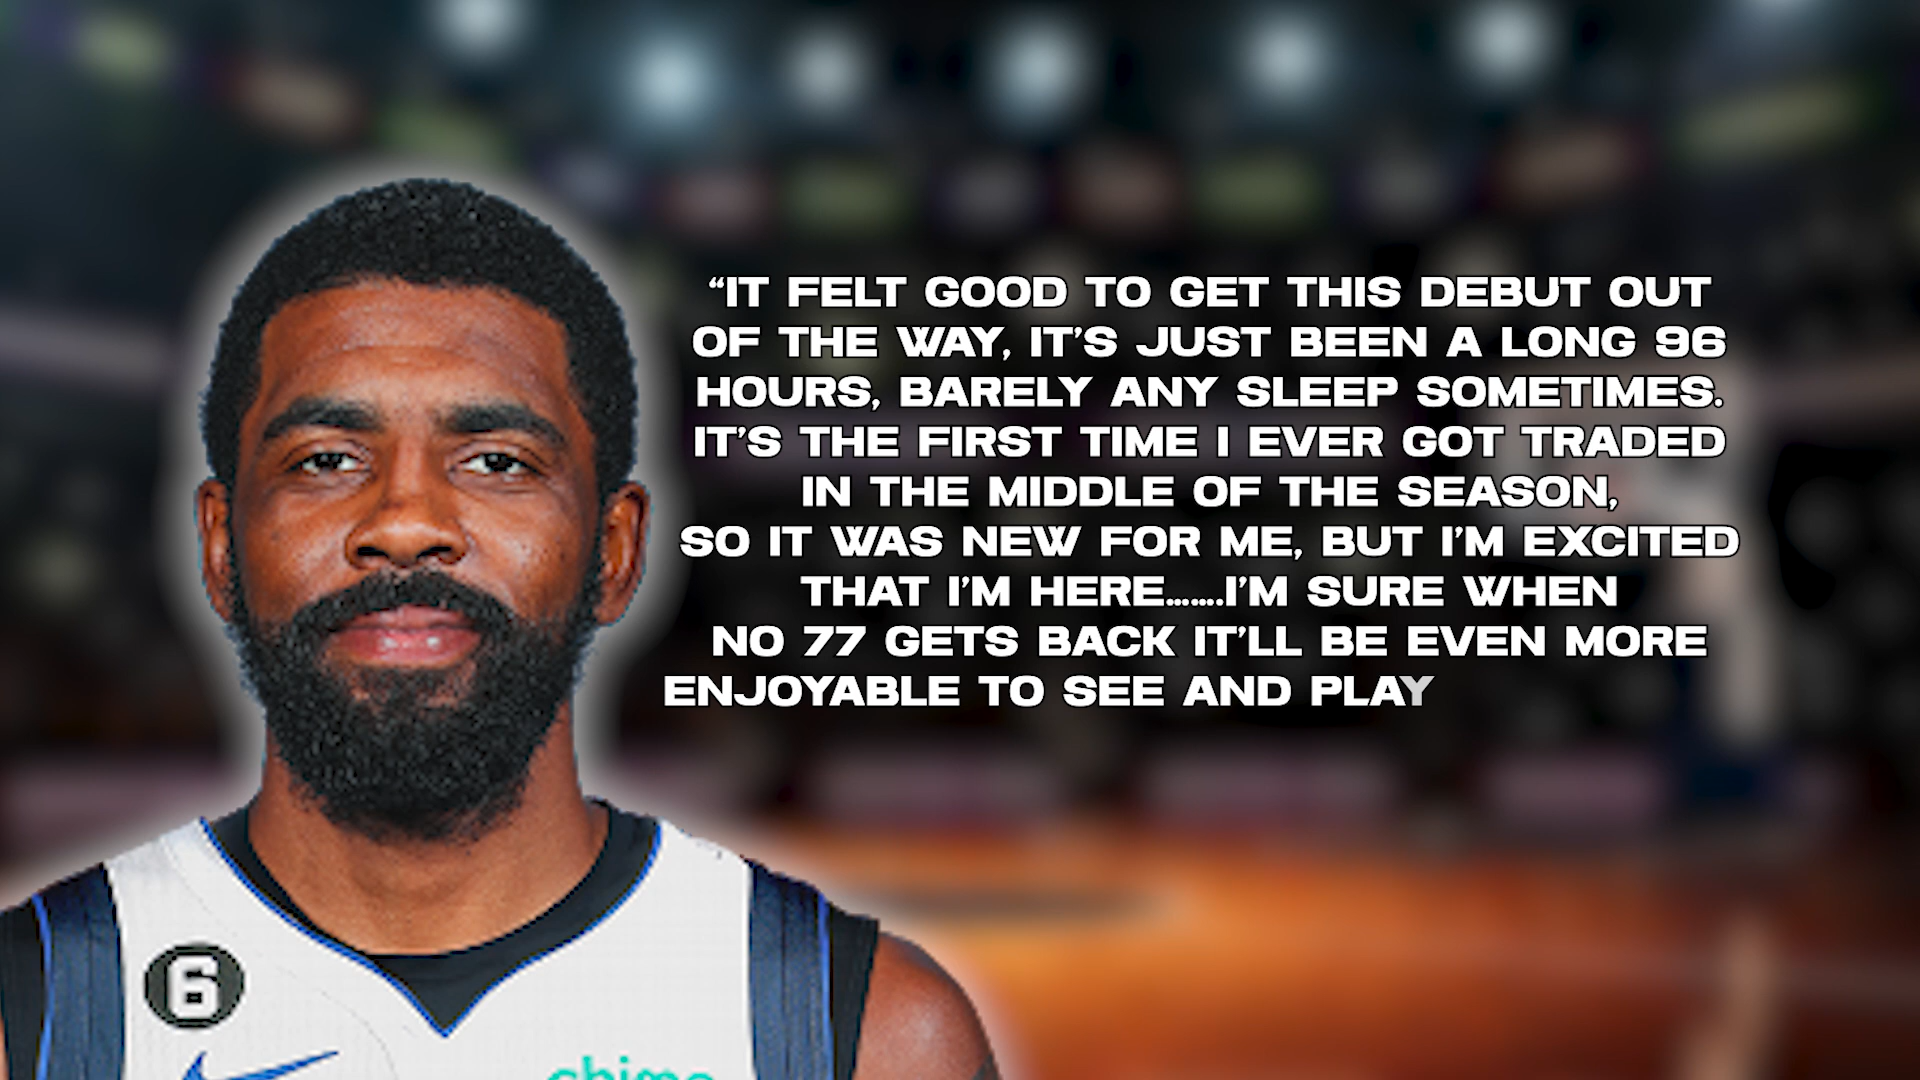 “IT FELT GOOD TO GET THIS DEBUT OUT
OF THE WAY, IT’S JUST BEEN A LONG 96
HOURS, BARELY ANY SLEEP SOMETIMES.
IT’S THE FIRST TIME I EVER GOT TRADED
IN THE MIDDLE OF THE SEASON,
SO IT WAS NEW FOR ME, BUT I’M EXCITED
THAT I’M HERE.......I’M SURE WHEN
NO 77 GETS BACK IT’LL BE EVEN MORE
ENJOYABLE TO SEE AND PLAY
6
chime